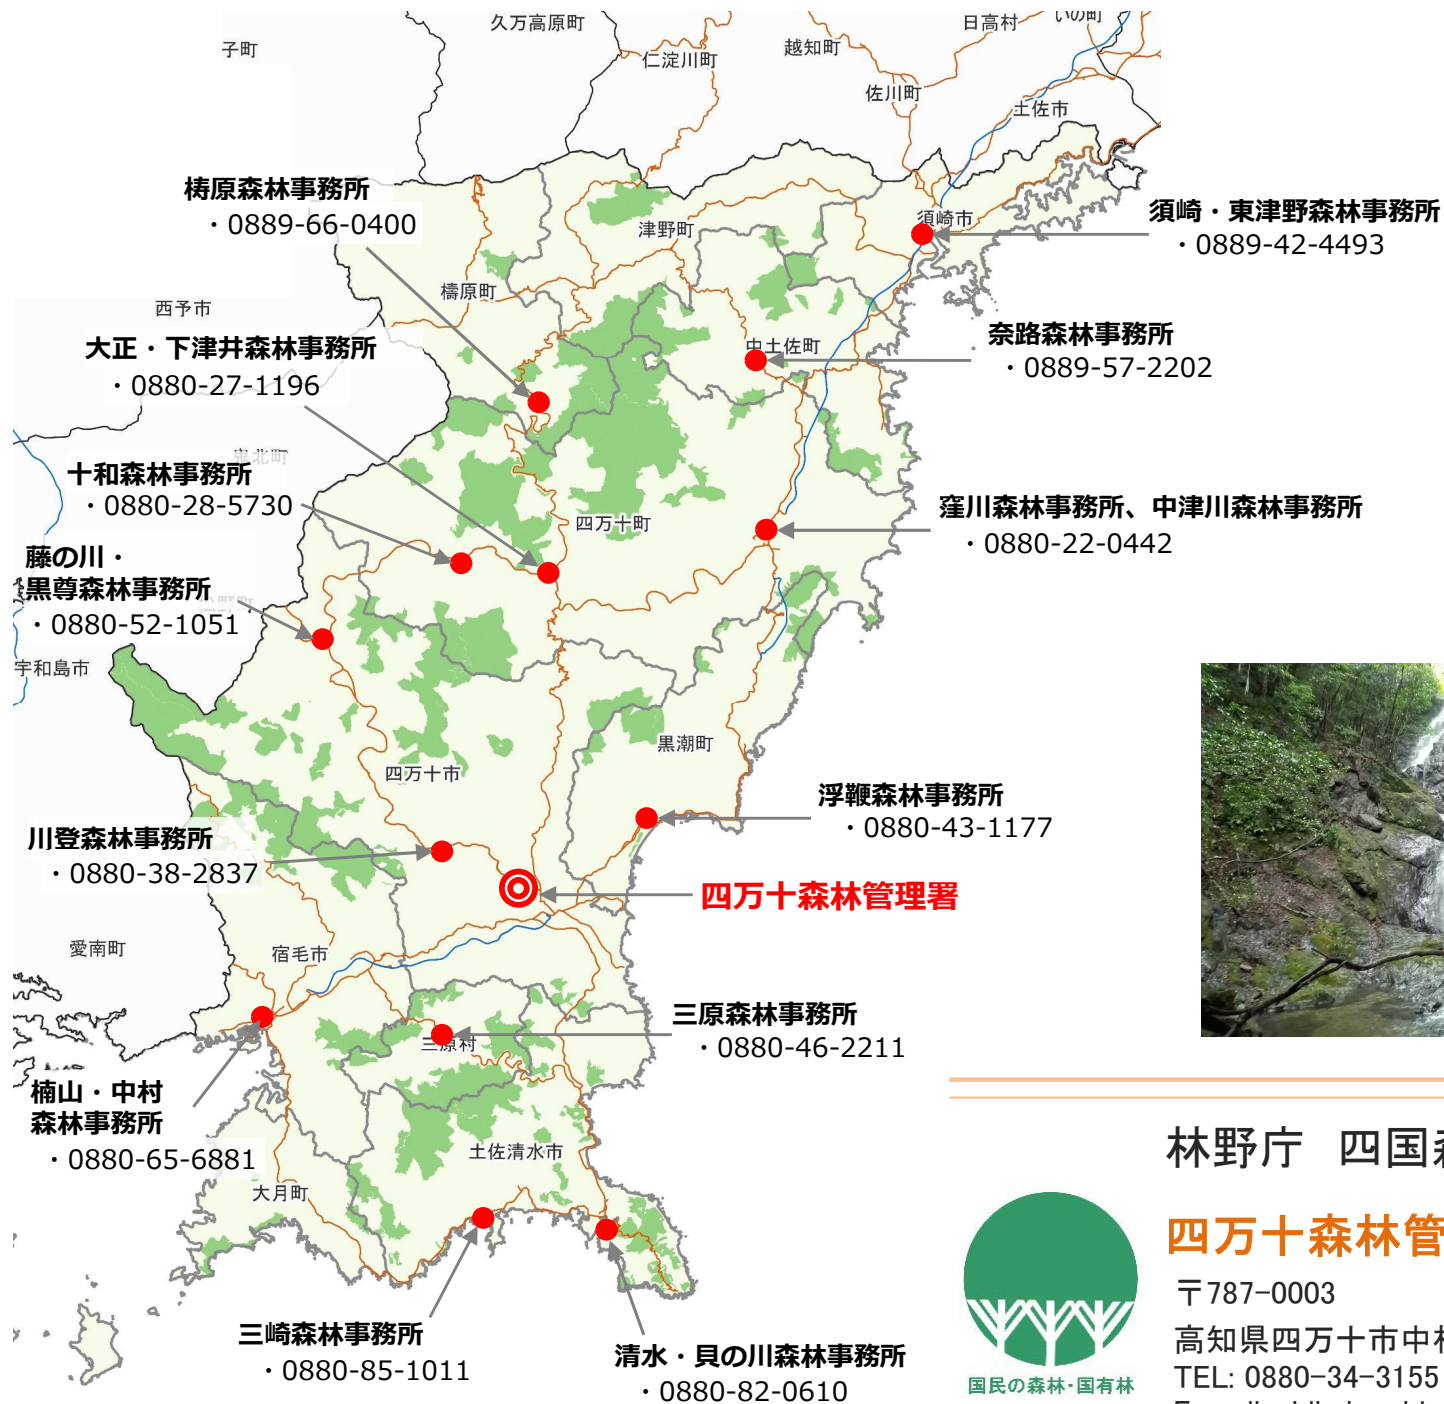 久万高原町
日高村
いの町
子町
仁淀川町
越知町
佐川町
土佐市
梼原森林事務所
・0889-66-0400
須崎市
須崎・東津野森林事務所
・0889-42-4493
津野町
檮原町
西予市
大正・下津井森林事務所
・0880-27-1196
中土佐町
奈路森林事務所
・0889-57-2202
鬼北町
十和森林事務所
・0880-28-5730
四万十町
窪川森林事務所、中津川森林事務所
・0880-22-0442
藤の川・
黒尊森林事務所
・0880-52-1051
宇和島市
黒潮町
四万十市
浮鞭森林事務所
・0880-43-1177
川登森林事務所
・0880-38-2837
四万十森林管理署
愛南町
宿毛市
三原森林事務所
・0880-46-2211
三原村
楠山・中村
森林事務所
・0880-65-6881
土佐清水市
大月町
三崎森林事務所
・0880-85-1011
清水・貝の川森林事務所
・0880-82-0610
林野庁 四国森
四万十森林管
〒787-0003
高知県四万十市中村
TEL: 0880-34-3155
国民の森林・国有林